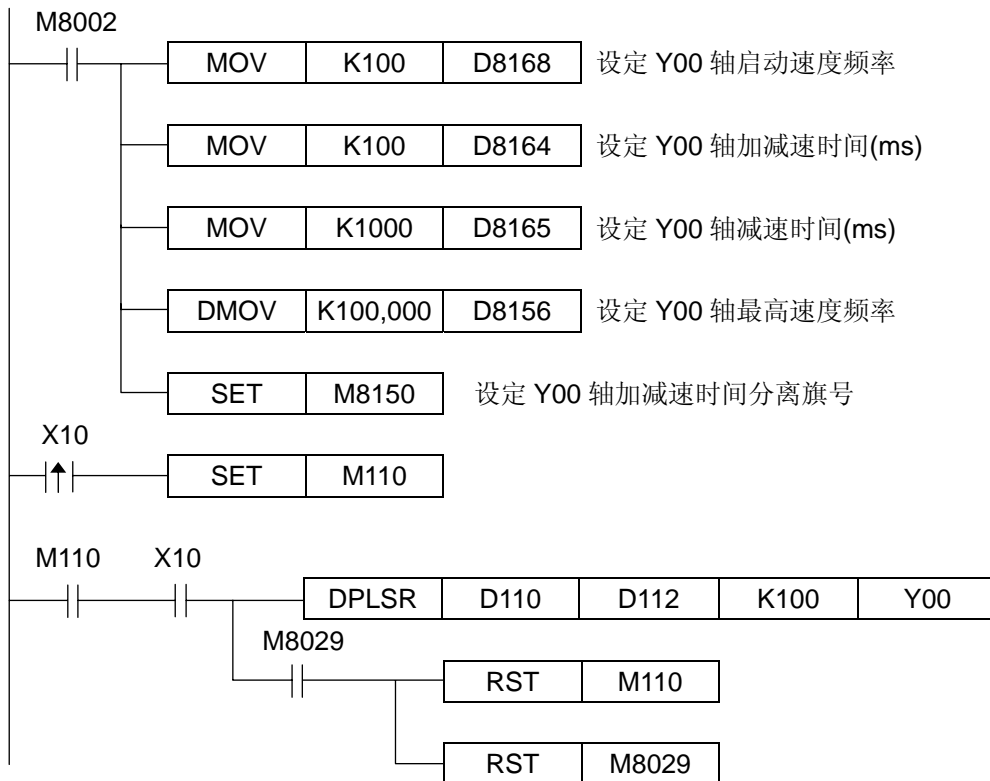 M8002
MOV K100 D8168 设定 Y00 轴启动速度频率
MOV K100 D8164 设定 Y00 轴加减速时间(ms)
MOV K1000 D8165 设定 Y00 轴减速时间(ms)
DMOV K100,000 D8156 设定 Y00 轴最高速度频率
SET M8150 设定 Y00 轴加减速时间分离旗号
X10
SET M110
M110 X10
DPLSR D110 D112 K100 Y00
M8029
RST M110
RST M8029